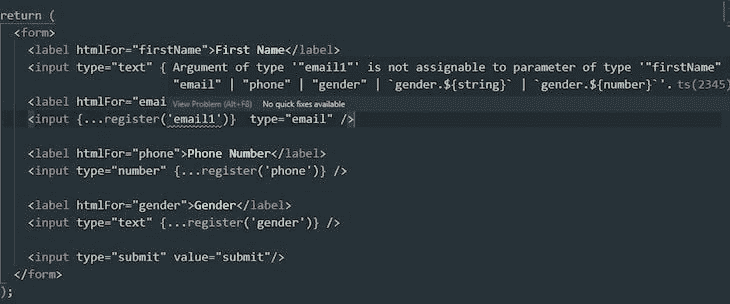 return (
<form>
<label htmlFor="firstName">First Name</label>
<input type="text" { Argument of type '"email1"' is not assignable to parameter of type '"firstName"
"email" | "phone" | "gender" | `gender.${string}` | `gender.${number}`'. ts(2345)
<label htmlFor="emai View Problem (Alt+F8) No quick fixes available
<input {...register('email1')} type="email" />
<label htmlFor="phone">Phone Number</label>
<input type="number" {...register('phone')} />
<label htmlFor="gender">Gender</label>
<input type="text" {...register('gender')} />
<input type="submit" value="submit"/>
</form>
);